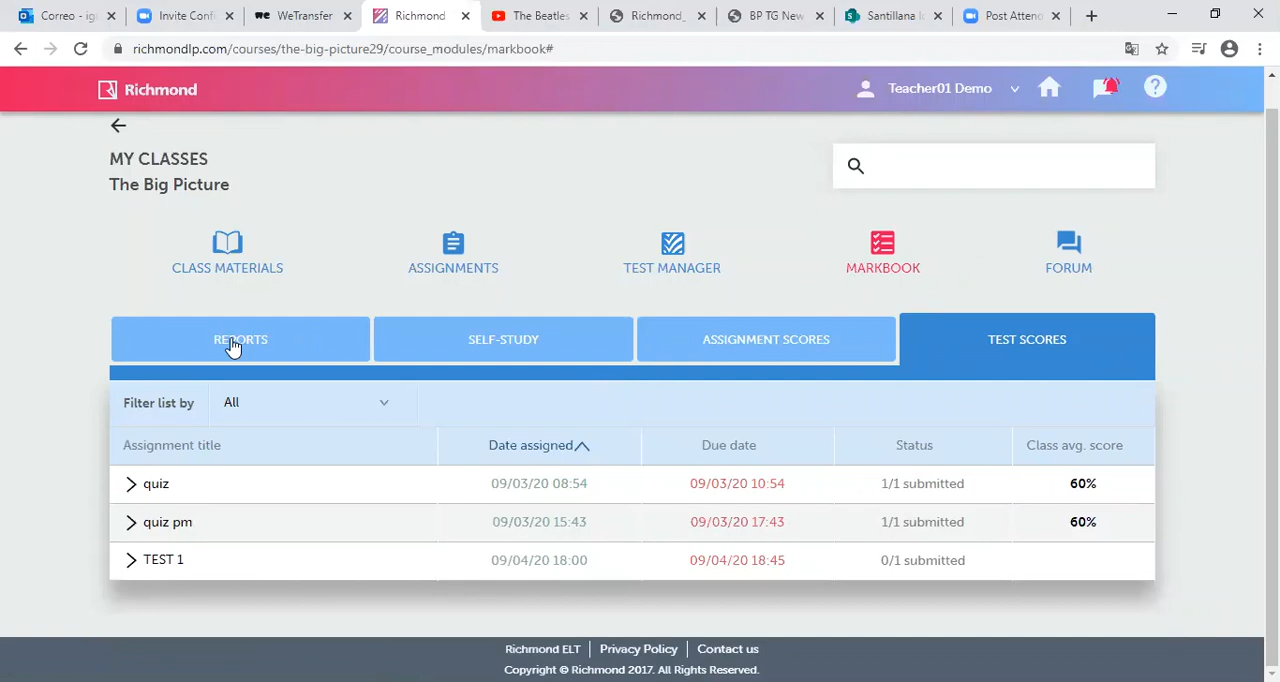 Correo - ig
Invite Conf
WeTransfer
Richmond
The Beatles
Richmond_
BP TG New
Santillana
Post Attend
richmondlp.com/courses/the-big-picture29/course_modules/markbook#
Richmond
Teacher01 Demo
MY CLASSES
The Big Picture
CLASS MATERIALS
ASSIGNMENTS
TEST MANAGER
MARKBOOK
FORUM
REPORTS
SELF-STUDY
ASSIGNMENT SCORES
TEST SCORES
Filter list by All
Assignment title Date assigned Due date Status Class avg. score
quiz 09/03/20 08:54 09/03/20 10:54 1/1 submitted 60%
quiz pm 09/03/20 15:43 09/03/20 17:43 1/1 submitted 60%
TEST 1 09/04/20 18:00 09/04/20 18:45 0/1 submitted
Richmond ELT Privacy Policy Contact us
Copyright © Richmond 2017. All Rights Reserved.